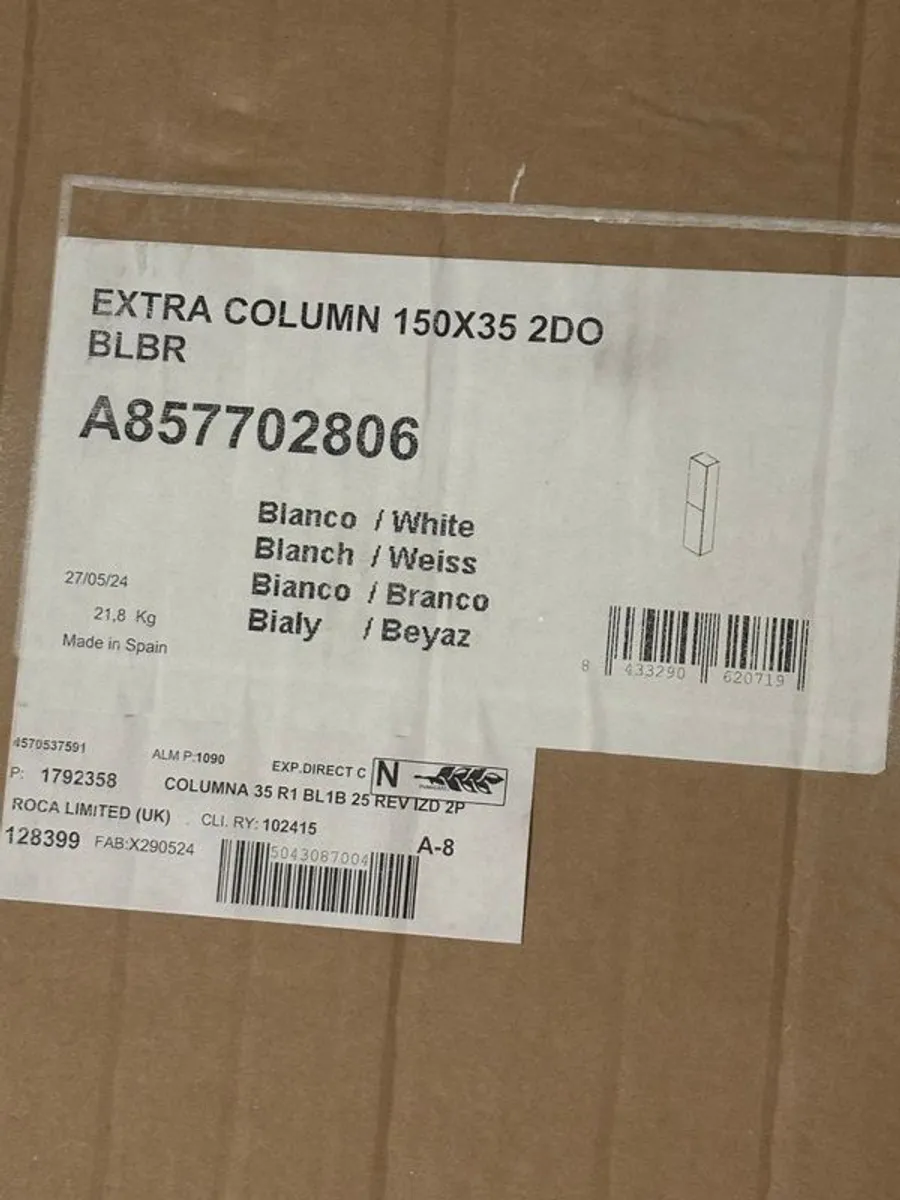 EXTRA COLUMN 150X35 2DO
BLBR
A857702806
Blanco / White
Blanch / Weiss
Bianco / Branco
Bialy / Beyaz
27/05/24
21,8 Kg
Made in Spain
8 433290 620719
4570537591
ALM P:1090
EXP.DIRECT C
N
P: 1792358
COLUMNA 35 R1 BL1B 25 REV IZD 2P
ROCA LIMITED (UK)
CLI. RY: 102415
128399 FAB:X290524
5043087004
A-8